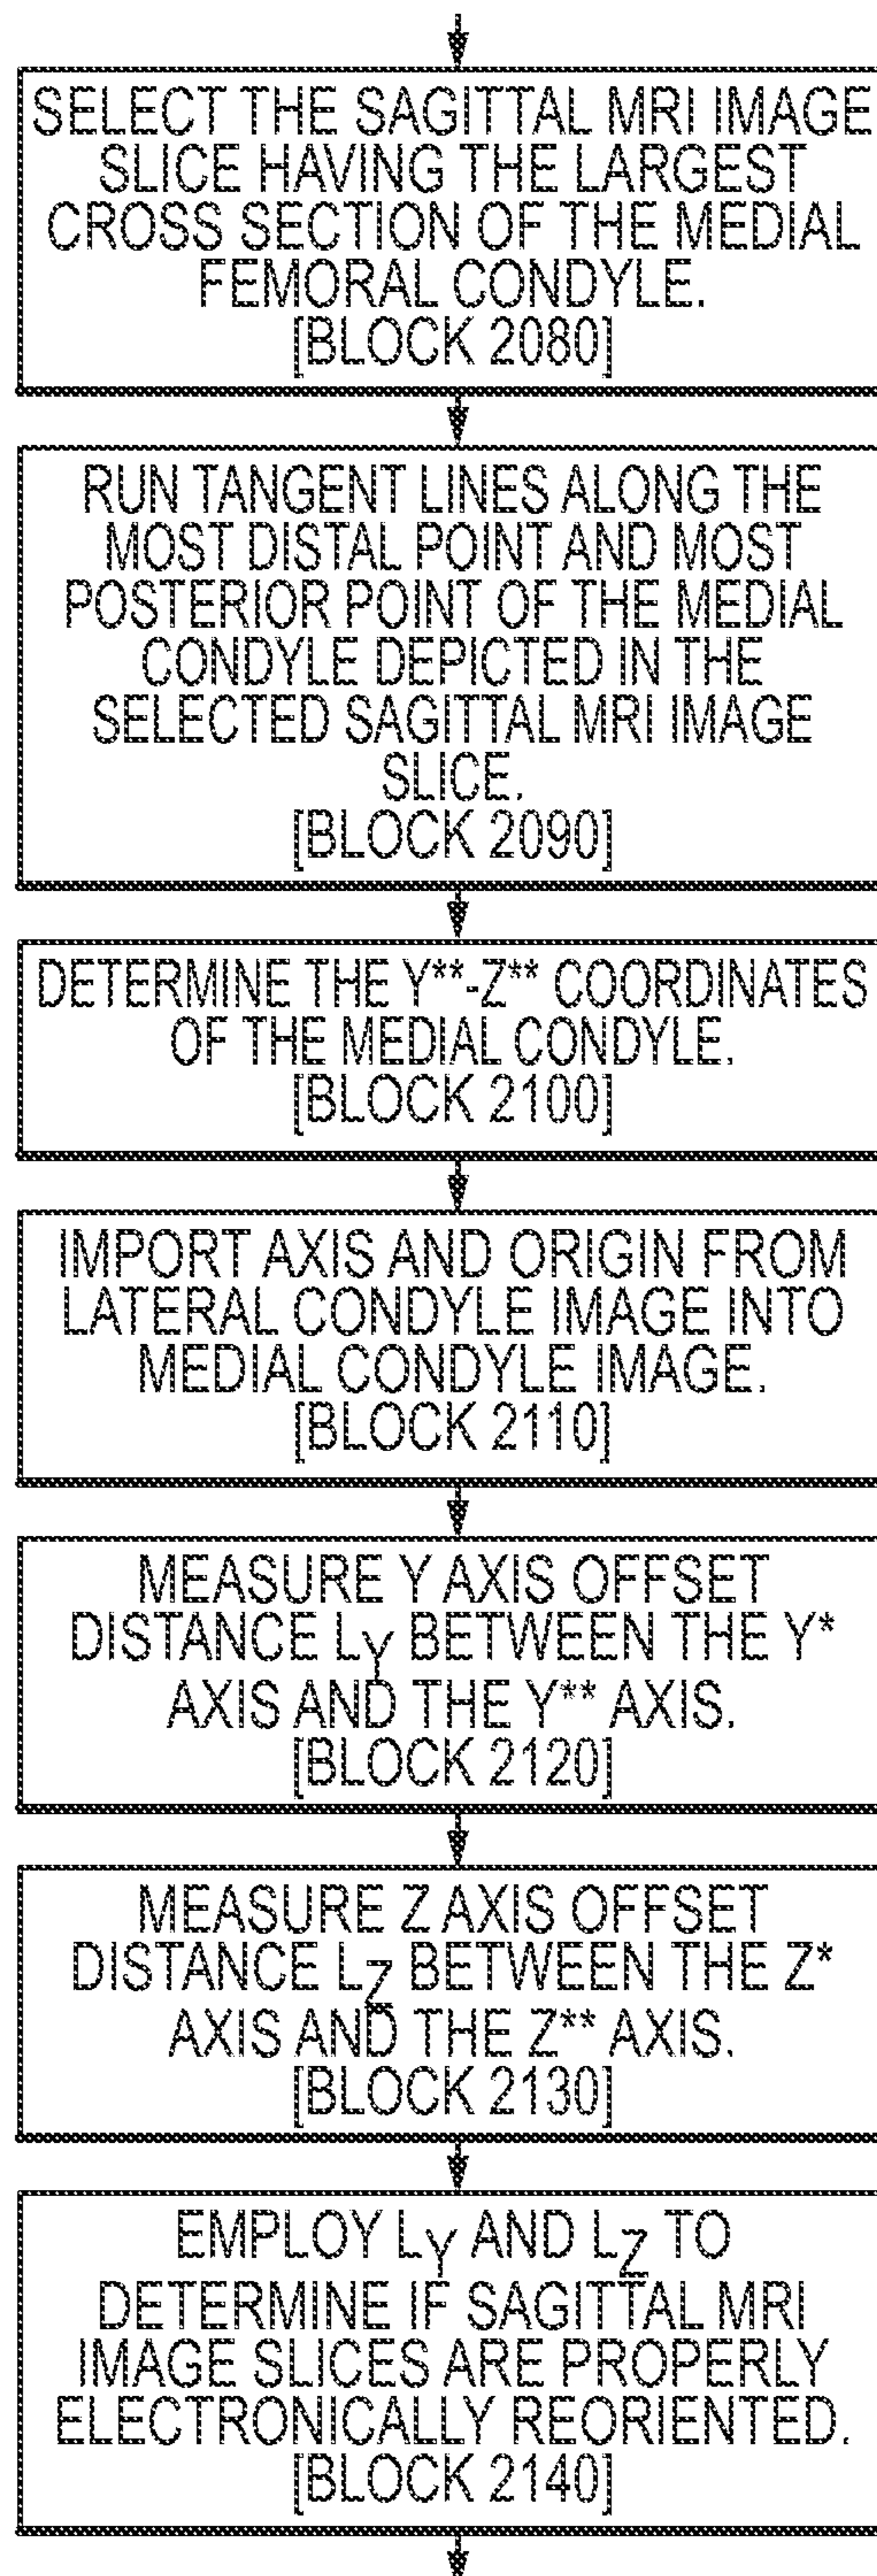 SELECT THE SAGITTAL MRI IMAGE
SLICE HAVING THE LARGEST
CROSS SECTION OF THE MEDIAL
FEMORAL CONDYLE.
[BLOCK 2080]
RUN TANGENT LINES ALONG THE
MOST DISTAL POINT AND MOST
POSTERIOR POINT OF THE MEDIAL
CONDYLE DEPICTED IN THE
SELECTED SAGITTAL MRI IMAGE
SLICE.
[BLOCK 2090]
DETERMINE THE Y**-Z** COORDINATES
OF THE MEDIAL CONDYLE.
[BLOCK 2100]
IMPORT AXIS AND ORIGIN FROM
LATERAL CONDYLE IMAGE INTO
MEDIAL CONDYLE IMAGE.
[BLOCK 2110]
MEASURE Y AXIS OFFSET
DISTANCE LY BETWEEN THE Y*
AXIS AND THE Y** AXIS.
[BLOCK 2120]
MEASURE Z AXIS OFFSET
DISTANCE LZ BETWEEN THE Z*
AXIS AND THE Z** AXIS.
[BLOCK 2130]
EMPLOY LY AND LZ TO
DETERMINE IF SAGITTAL MRI
IMAGE SLICES ARE PROPERLY
ELECTRONICALLY REORIENTED.
[BLOCK 2140]